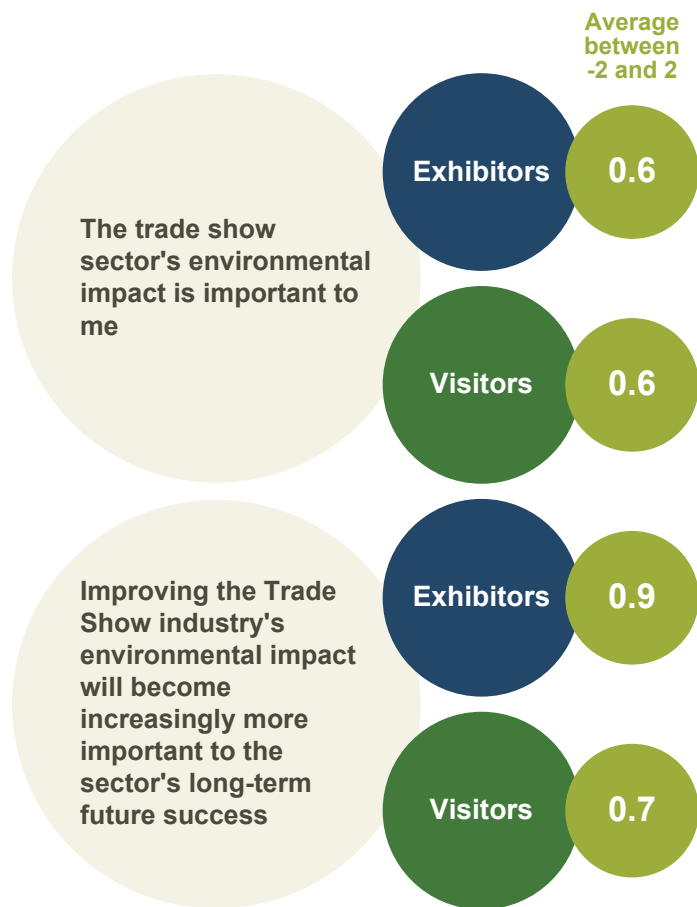 Average
between
-2 and 2
Exhibitors
0.6
The trade show
sector's environmental
impact is important to
me
Visitors
0.6
Exhibitors
0.9
Improving the Trade
Show industry's
environmental impact
will become
increasingly more
important to the
sector's long-term
future success
Visitors
0.7